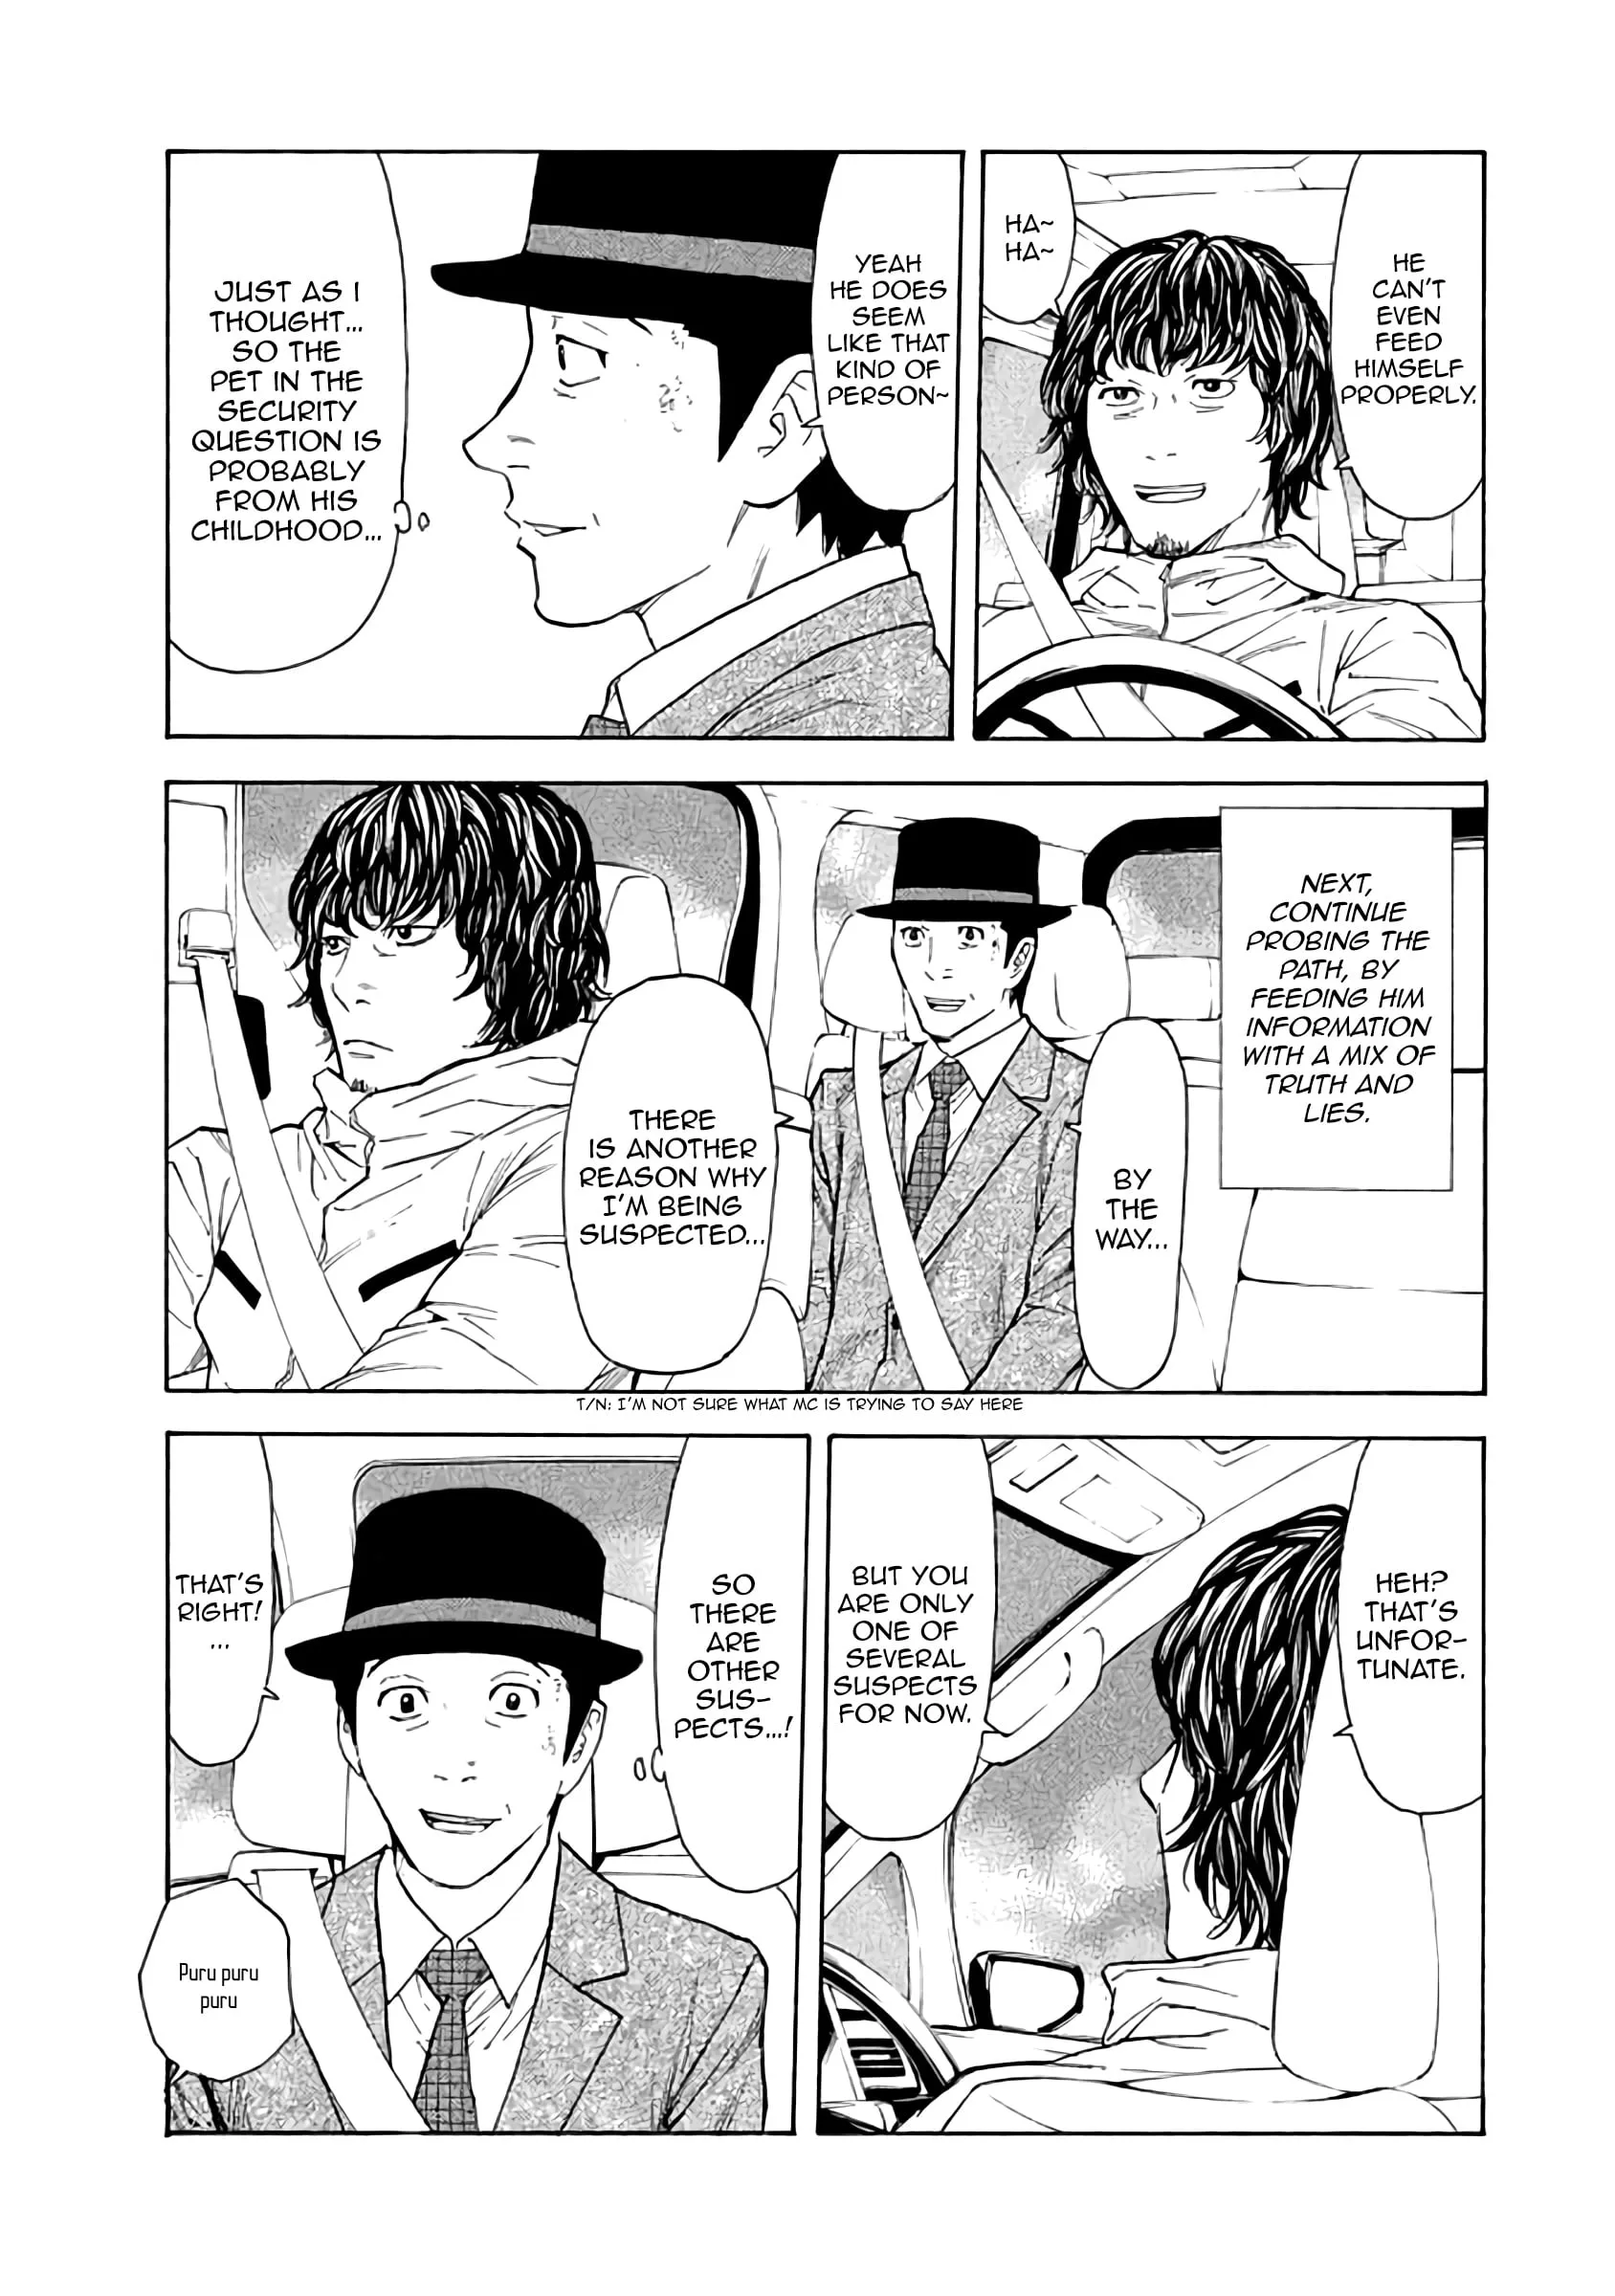 HE
CAN'T
EVEN
FEED
HIMSELF
PROPERLY.
HA~
HA~
YEAH
HE DOES
SEEM
LIKE THAT
KIND OF
PERSON~
JUST AS I
THOUGHT...
SO THE
PET IN THE
SECURITY
QUESTION IS
PROBABLY
FROM HIS
CHILDHOOD...
NEXT,
CONTINUE
PROBING THE
PATH, BY
FEEDING HIM
INFORMATION
WITH A MIX OF
TRUTH AND
LIES.
BY
THE
WAY...
THERE
IS ANOTHER
REASON WHY
I'M BEING
SUSPECTED...
T/N: I'M NOT SURE WHAT MC IS TRYING TO SAY HERE
HEH?
THAT'S
UNFOR-
TUNATE.
BUT YOU
ARE ONLY
ONE OF
SEVERAL
SUSPECTS
FOR NOW.
SO
THERE
ARE
OTHER
SUS-
PECTS...!
THAT'S
RIGHT!
...
Puru puru
puru